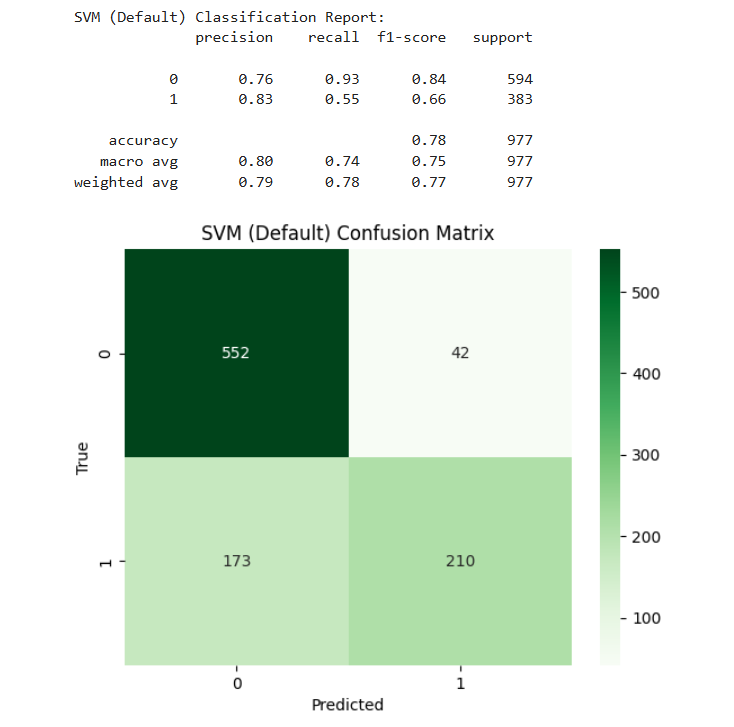 SVM (Default) Classification Report:
precision recall f1-score support
0 0.76 0.93 0.84 594
1 0.83 0.55 0.66 383
accuracy 0.78 977
macro avg 0.80 0.74 0.75 977
weighted avg 0.79 0.78 0.77 977
SVM (Default) Confusion Matrix
500
0 552 42
400
300
True
200
1 173 210
100
0 1
Predicted